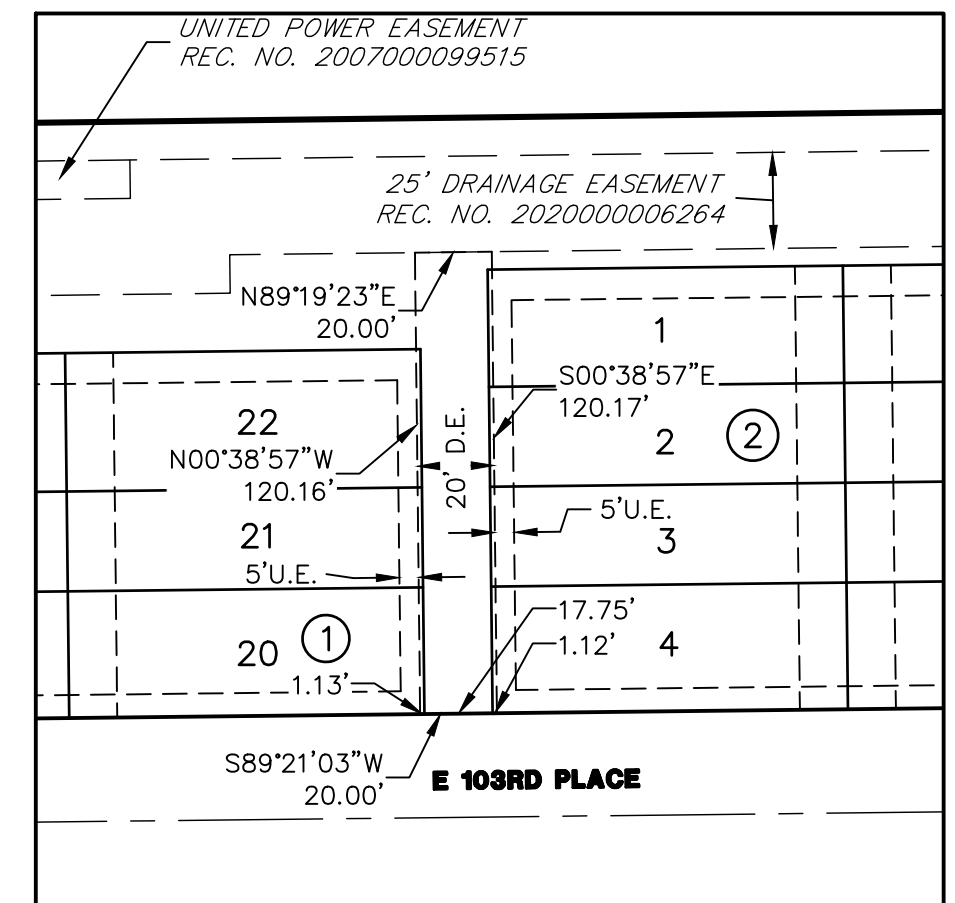 UNITED POWER EASEMENT
REC. NO. 2007000099515
25' DRAINAGE EASEMENT
REC. NO. 2020000006264
N89°19'23"E
20.00'
1
S00°38'57"E
120.17'
22
2
2
N00°38'57"W
120.16'
20' D.E.
5'U.E.
21
3
5'U.E.
17.75'
1.12'
20
1
4
1.13'
S89°21'03"W
20.00'
E 103RD PLACE